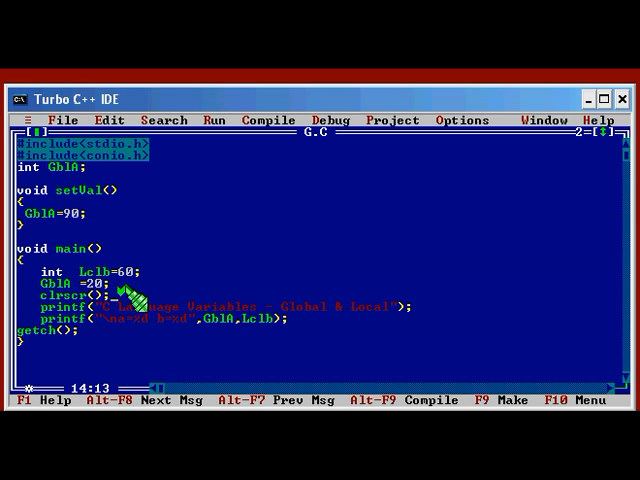 Turbo C++ IDE
≡ File Edit Search Run Compile Debug Project Options Window Help
[▮] G.C 2=[↕]
#include<stdio.h>
#include<conio.h>
int GblA;
void setVal()
{
GblA=90;
}
void main()
{
int Lclb=60;
GblA =20;
clrscr();
printf("C Language Variables - Global & Local");
printf("\na=%d b=%d",GblA,Lclb);
getch();
}
14:13
F1 Help Alt-F8 Next Msg Alt-F7 Prev Msg Alt-F9 Compile F9 Make F10 Menu